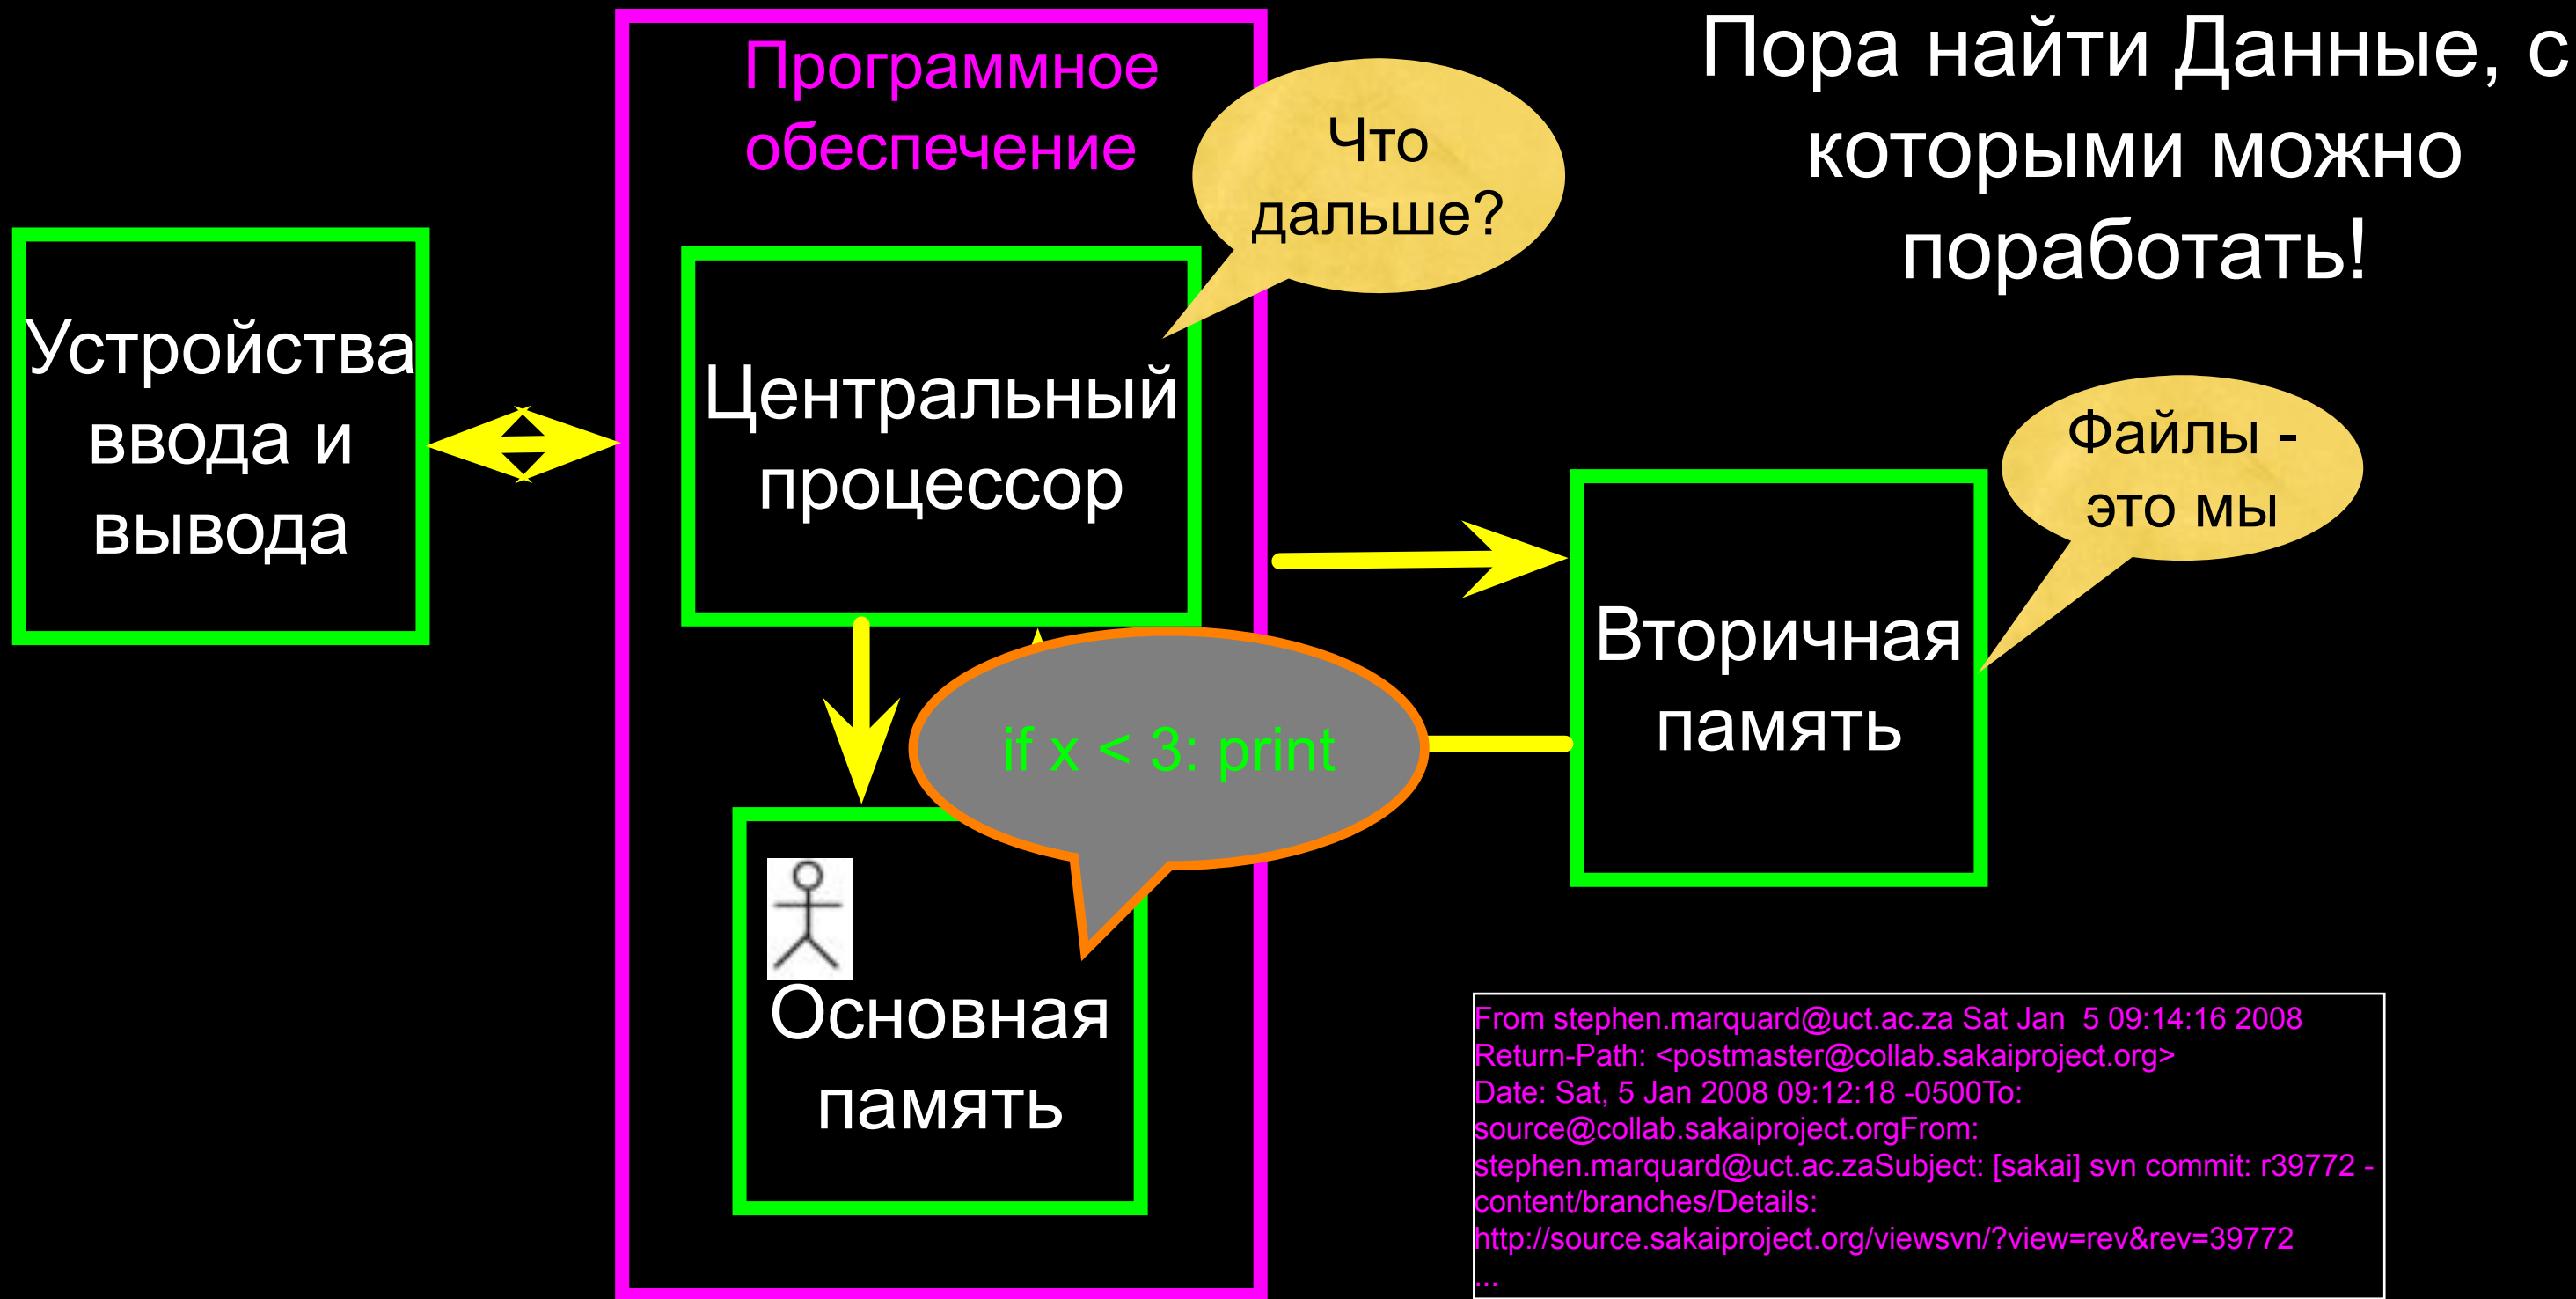 Программное
обеспечение
Пора найти Данные, с
которыми можно
поработать!
Что
дальше?
Устройства
ввода и
вывода
Центральный
процессор
Файлы -
это мы
Вторичная
память
if x < 3: print
Основная
память
From stephen.marquard@uct.ac.za Sat Jan  5 09:14:16 2008
Return-Path: <postmaster@collab.sakaiproject.org>
Date: Sat, 5 Jan 2008 09:12:18 -0500To:
source@collab.sakaiproject.orgFrom:
stephen.marquard@uct.ac.zaSubject: [sakai] svn commit: r39772 -
content/branches/Details:
http://source.sakaiproject.org/viewsvn/?view=rev&rev=39772
...